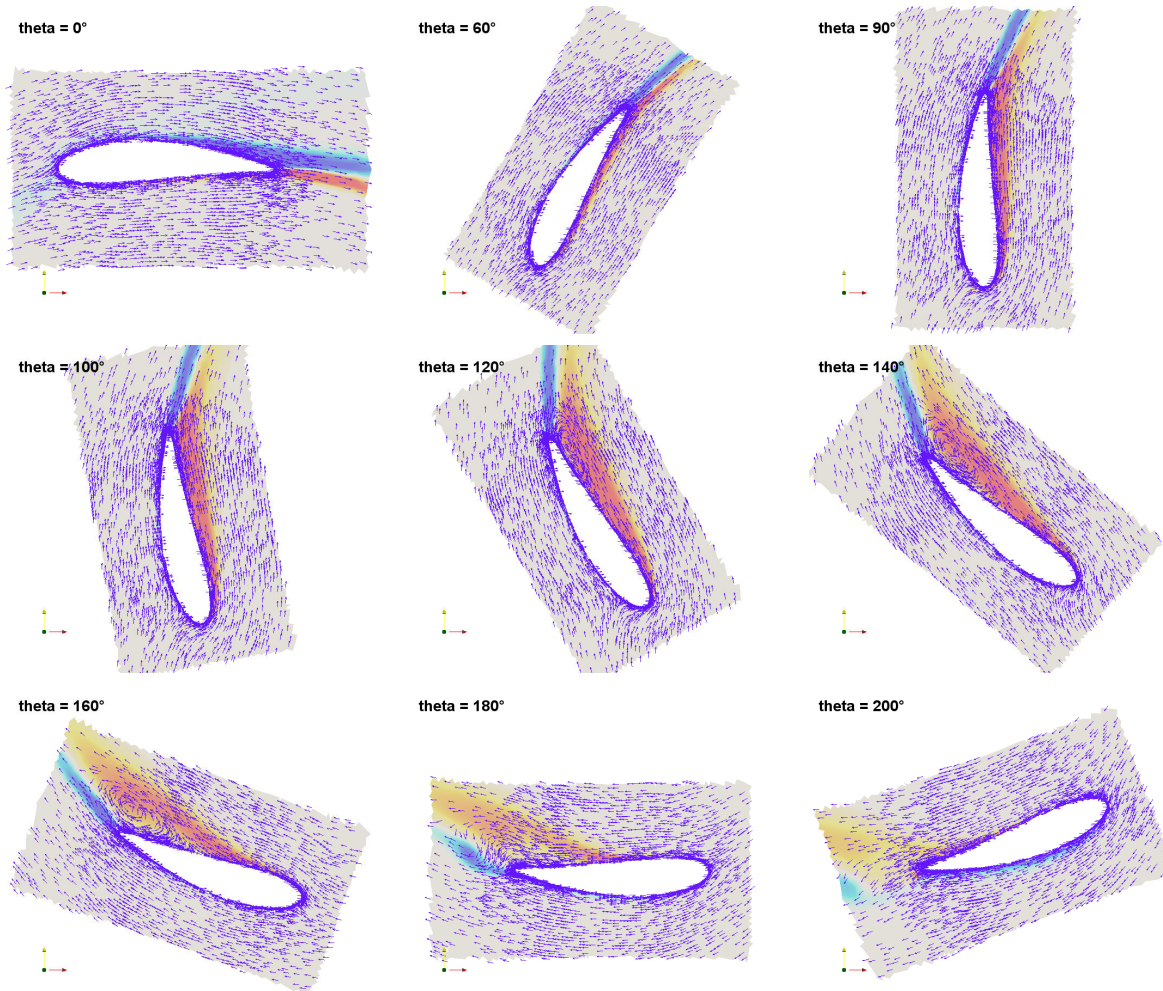 theta = 0°
theta = 60°
theta = 90°
theta = 100°
theta = 120°
theta = 140°
theta = 160°
theta = 180°
theta = 200°